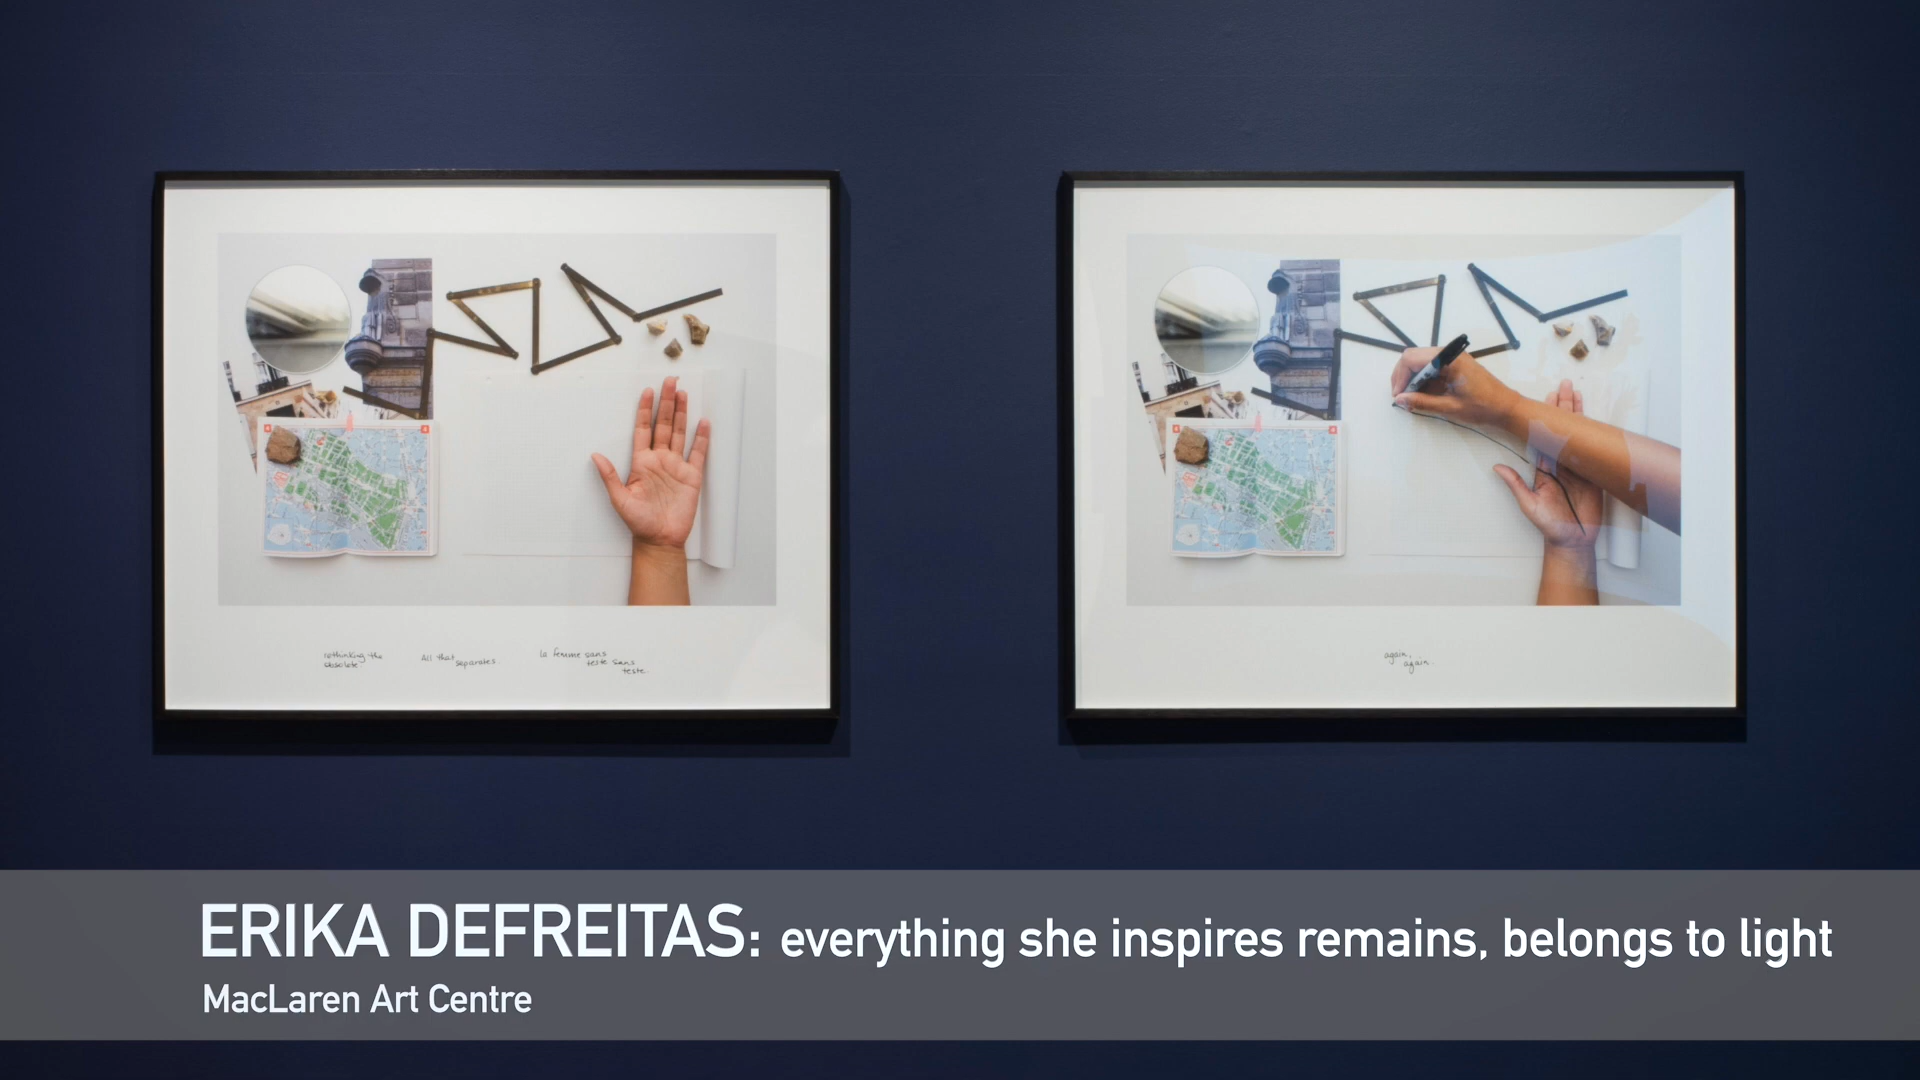 rethinking the
obsolete.
All that
separates.
la femme sans
teste sans
teste.
again,
again.
ERIKA DEFREITAS: everything she inspires remains, belongs to light
MacLaren Art Centre